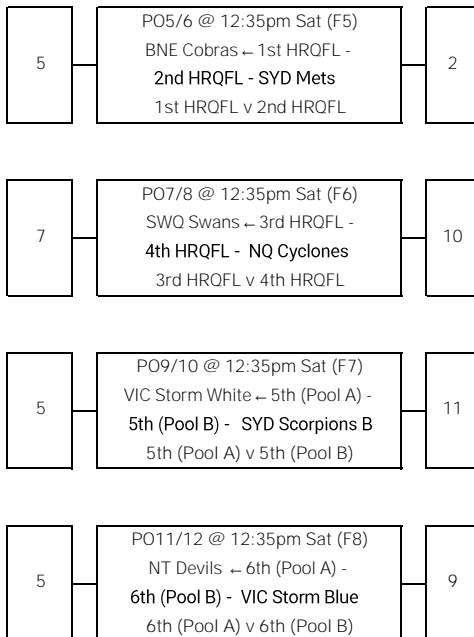 PO5/6 @ 12:35pm Sat (F5)
BNE Cobras ← 1st HRQFL -
5
2nd HRQFL - SYD Mets
2
1st HRQFL v 2nd HRQFL
PO7/8 @ 12:35pm Sat (F6)
SWQ Swans ← 3rd HRQFL -
7
4th HRQFL - NQ Cyclones
10
3rd HRQFL v 4th HRQFL
PO9/10 @ 12:35pm Sat (F7)
VIC Storm White ← 5th (Pool A) -
5
5th (Pool B) - SYD Scorpions B
11
5th (Pool A) v 5th (Pool B)
PO11/12 @ 12:35pm Sat (F8)
NT Devils ← 6th (Pool A) -
5
6th (Pool B) - VIC Storm Blue
9
6th (Pool A) v 6th (Pool B)